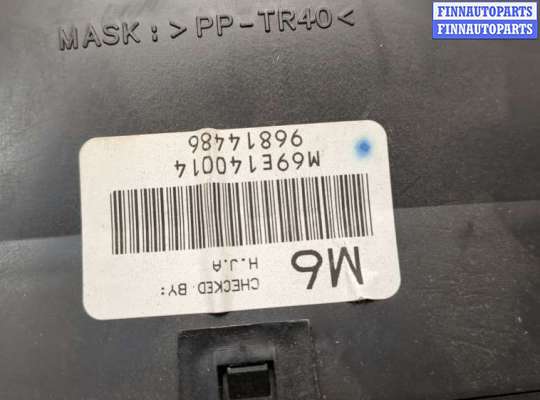 FINNAUTOPARTS
FINNAUTOPARTS
MASK : >PP-TR40<
CHECKED BY:
H.J.A
M6
M69E140014
96814486